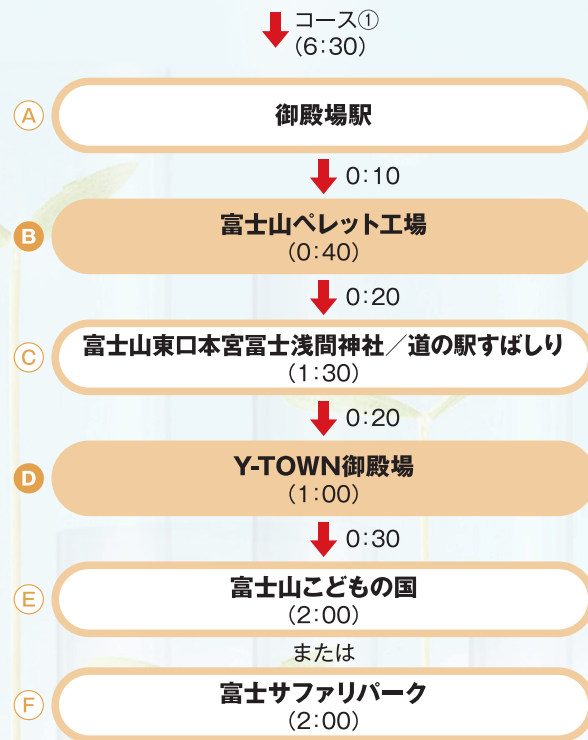 コース①
(6:30)
Ⓐ
御殿場駅
0:10
B
富士山ペレット工場
(0:40)
0:20
Ⓒ
富士山東口本宮冨士浅間神社／道の駅すばしり
(1:30)
0:20
D
Y-TOWN御殿場
(1:00)
0:30
Ⓔ
富士山こどもの国
(2:00)
または
Ⓕ
富士サファリパーク
(2:00)